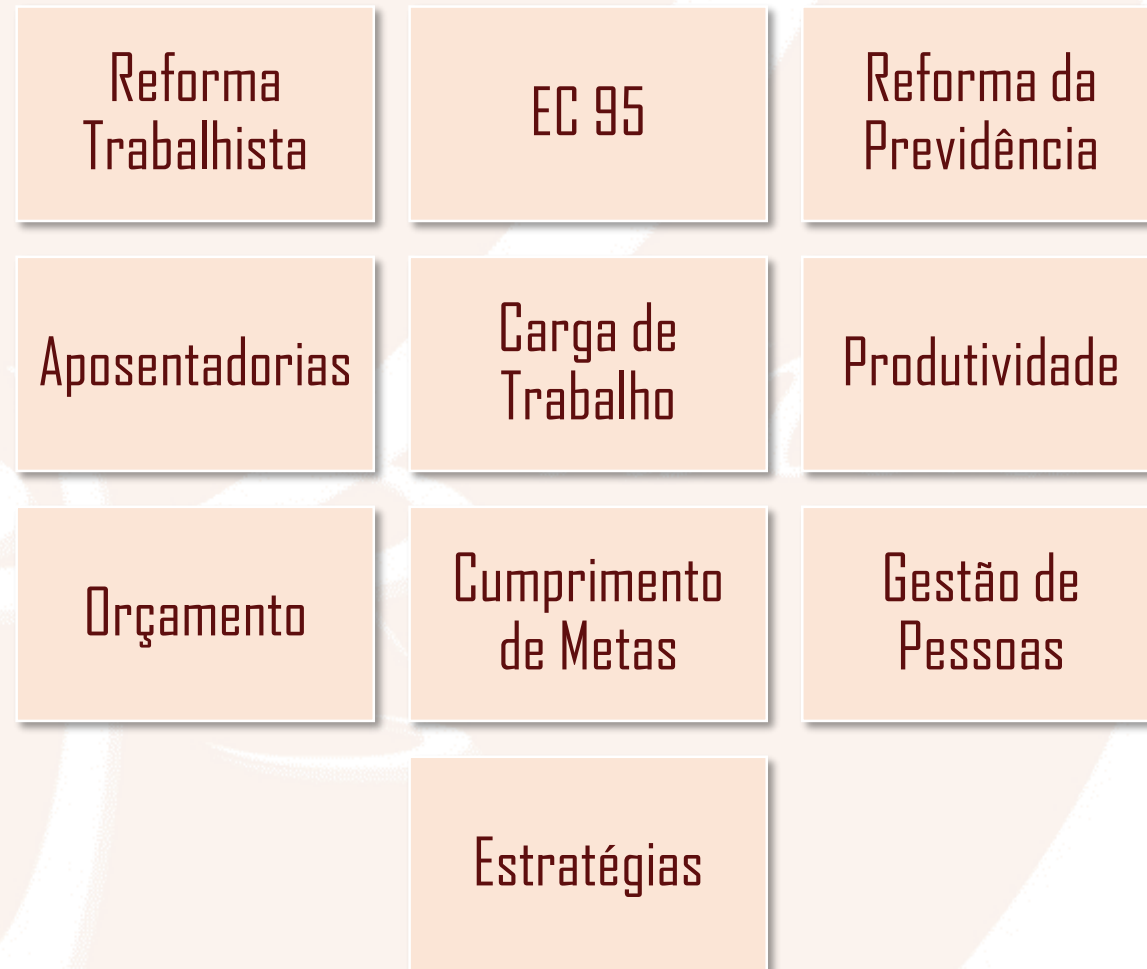 Reforma
Trabalhista
EC 95
Reforma da
Previdência
Aposentadorias
Carga de
Trabalho
Produtividade
Orçamento
Cumprimento
de Metas
Gestão de
Pessoas
Estratégias